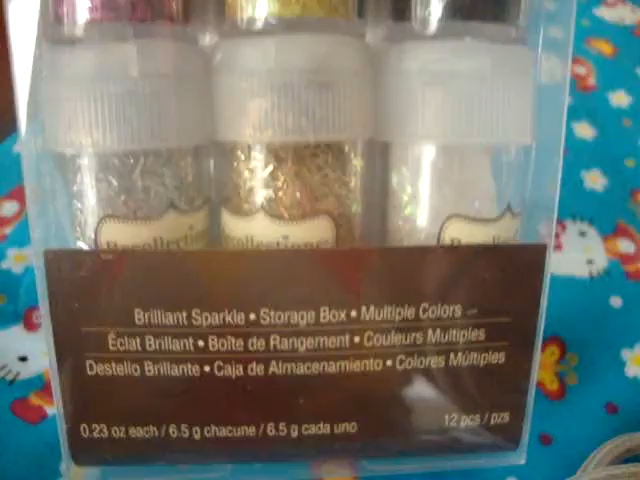 Recollections
Brilliant Sparkle • Storage Box • Multiple Colors
Éclat Brillant • Boîte de Rangement • Couleurs Multiples
Destello Brillante • Caja de Almacenamiento • Colores Múltiples
0.23 oz each / 6.5 g chacune / 6.5 g cada uno
12 pcs / pzs